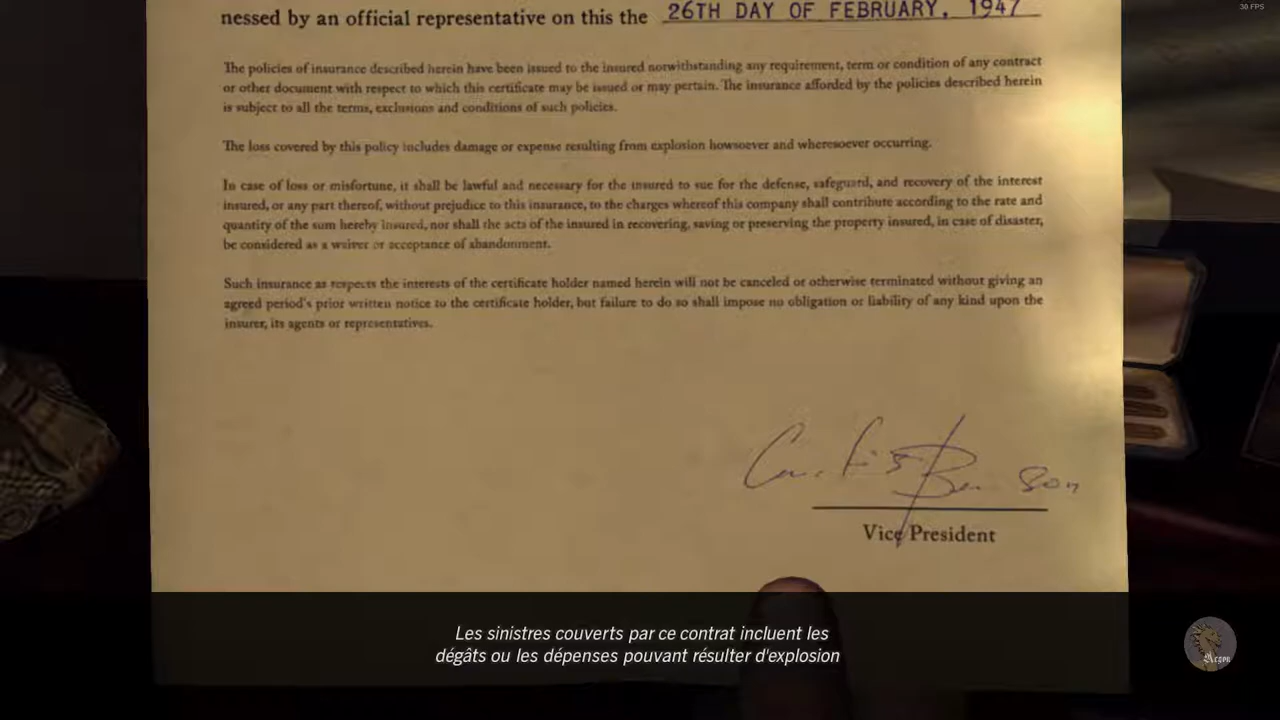 30 FPS
nessed by an official representative on this the 26TH DAY OF FEBRUARY, 1947
The policies of insurance described herein have been issued to the insured notwithstanding any requirement, term or condition of any contract
or other document with respect to which this certificate may be issued or may pertain. The insurance afforded by the policies described herein
is subject to all the terms, exclusions and conditions of such policies.
The loss covered by this policy includes damage or expense resulting from explosion howsoever and wheresoever occurring.
In case of loss or misfortune, it shall be lawful and necessary for the insured to sue for the defense, safeguard, and recovery of the interest
insured, or any part thereof, without prejudice to this insurance, to the charges whereof this company shall contribute according to the rate and
quantity of the sum hereby insured, nor shall the acts of the insured in recovering, saving or preserving the property insured, in case of disaster,
be considered as a waiver or acceptance of abandonment.
Such insurance as respects the interests of the certificate holder named herein will not be canceled or otherwise terminated without giving an
agreed period's prior written notice to the certificate holder, but failure to do so shall impose no obligation or liability of any kind upon the
insurer, its agents or representatives.
Curtis Benson
Vice President
Les sinistres couverts par ce contrat incluent les
dégâts ou les dépenses pouvant résulter d'explosion